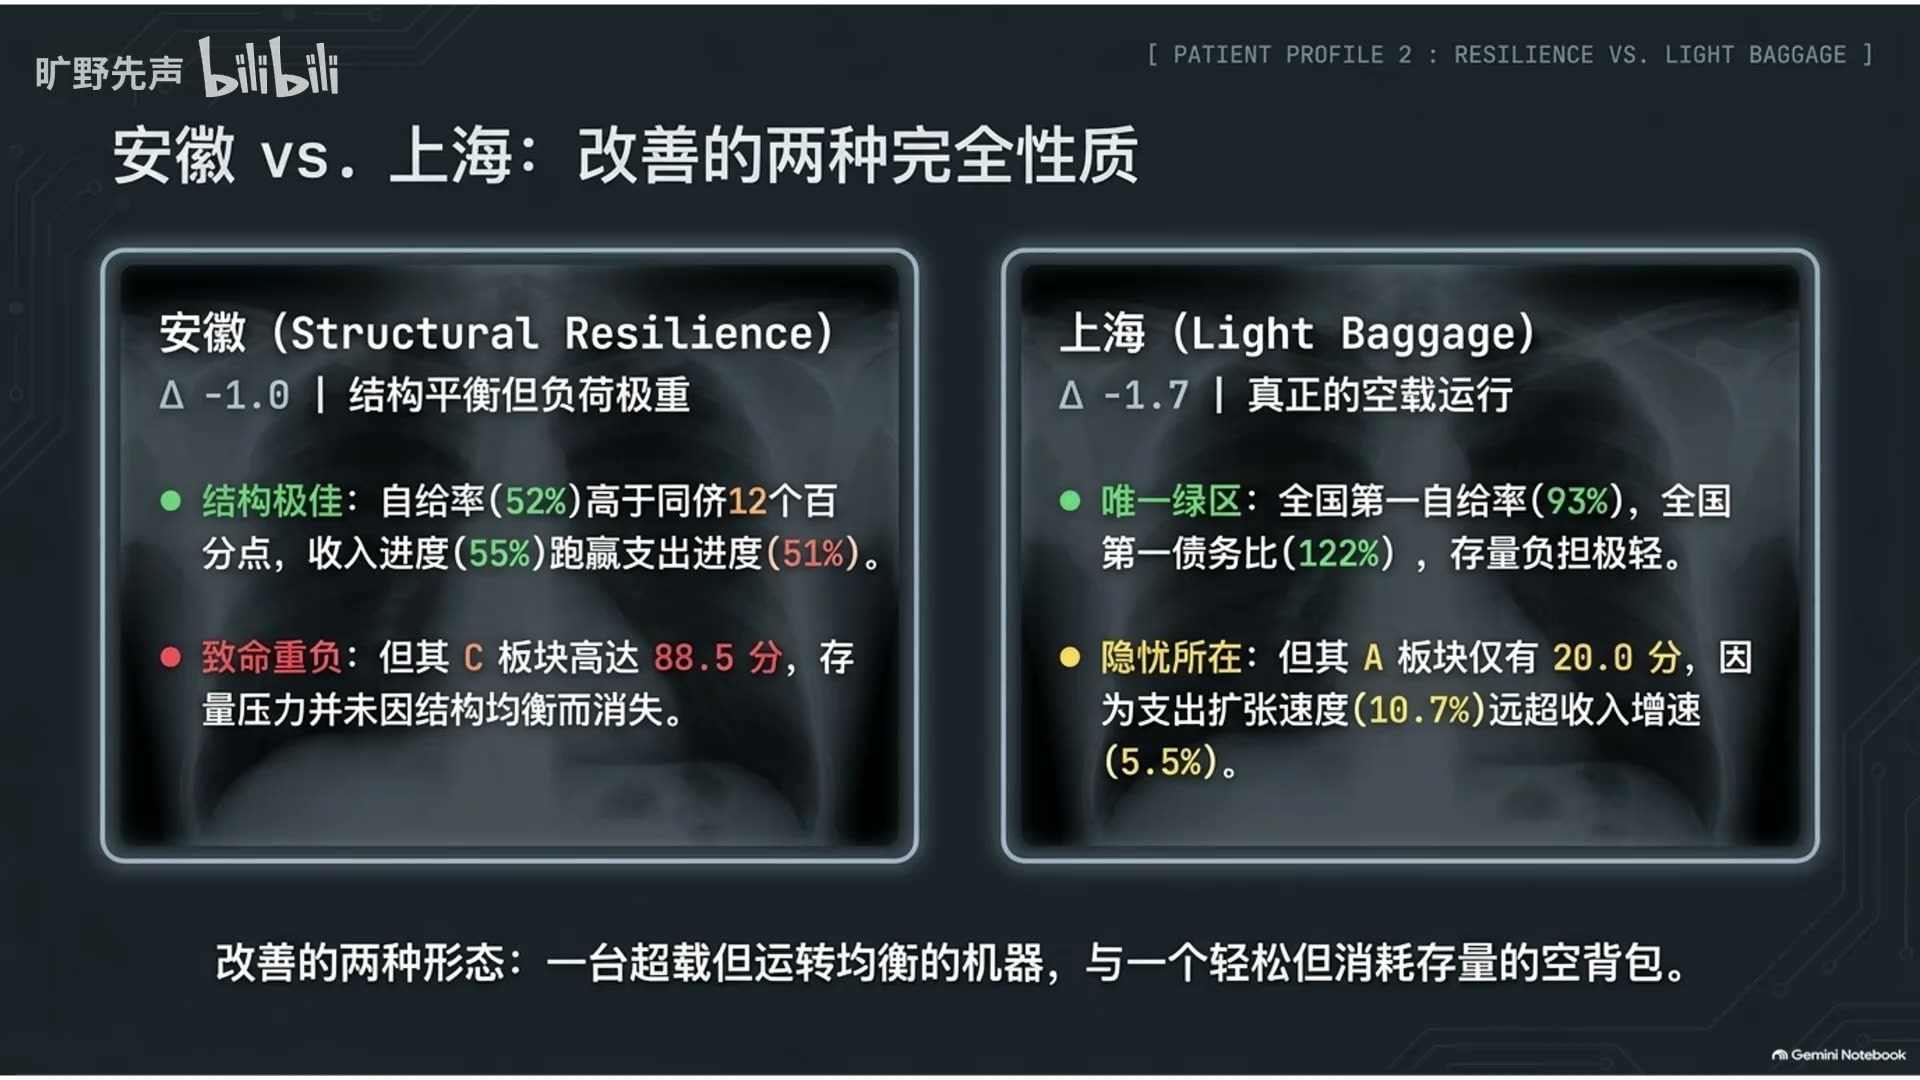 旷野先声 bilibili
[ PATIENT PROFILE 2 : RESILIENCE VS. LIGHT BAGGAGE ]
安徽 vs. 上海：改善的两种完全性质
安徽（Structural Resilience）
Δ -1.0 | 结构平衡但负荷极重
结构极佳：自给率(52%)高于同侪12个百
分点，收入进度(55%)跑赢支出进度(51%)。
致命重负：但其 C 板块高达 88.5 分，存
量压力并未因结构均衡而消失。
上海（Light Baggage）
Δ -1.7 | 真正的空载运行
唯一绿区：全国第一自给率(93%)，全国
第一债务比(122%)，存量负担极轻。
隐忧所在：但其 A 板块仅有 20.0 分，因
为支出扩张速度(10.7%)远超收入增速
(5.5%)。
改善的两种形态：一台超载但运转均衡的机器，与一个轻松但消耗存量的空背包。
Gemini Notebook